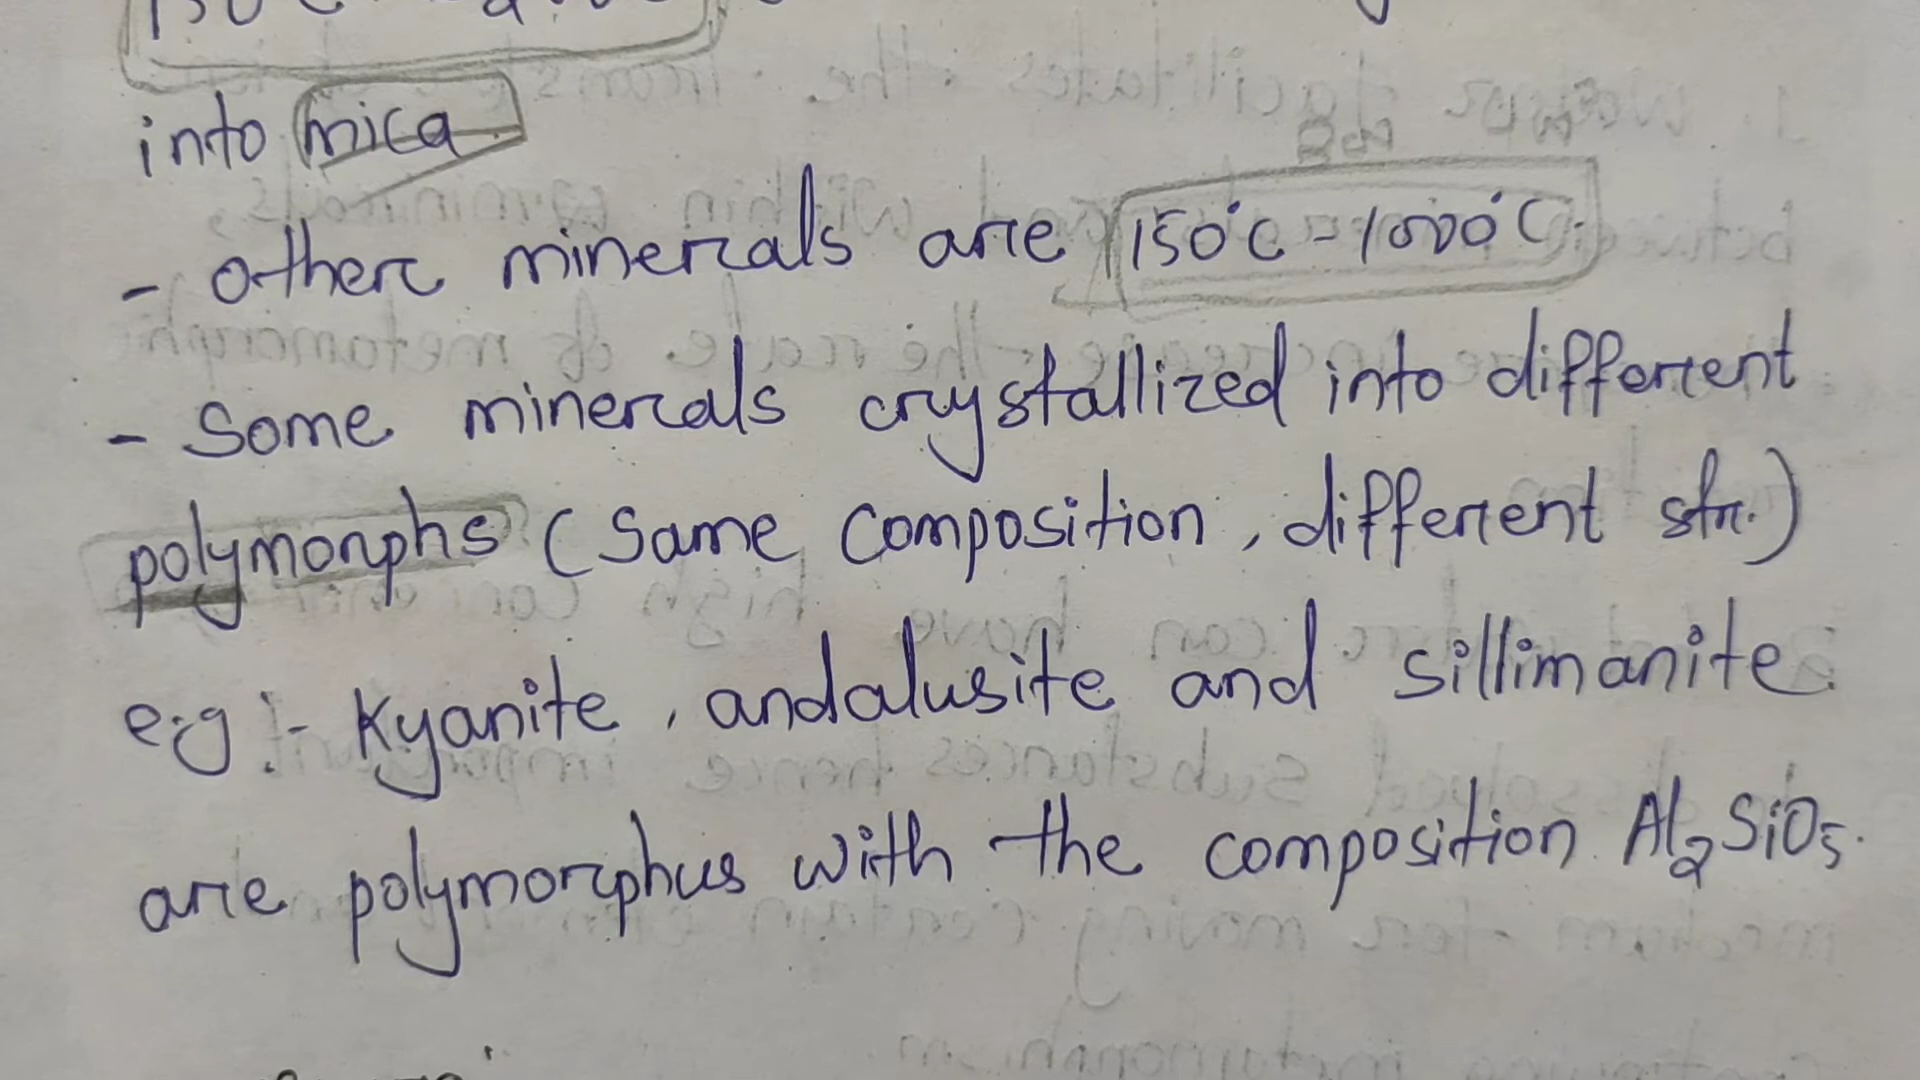 into mica
- other minerals are 150°C - 1000°C.
- Some minerals crystallized into different
polymorphs (Same Composition, different str.)
e.g :- Kyanite, andalusite and sillimanite
are polymorphus with the composition Al₂SiO₅.